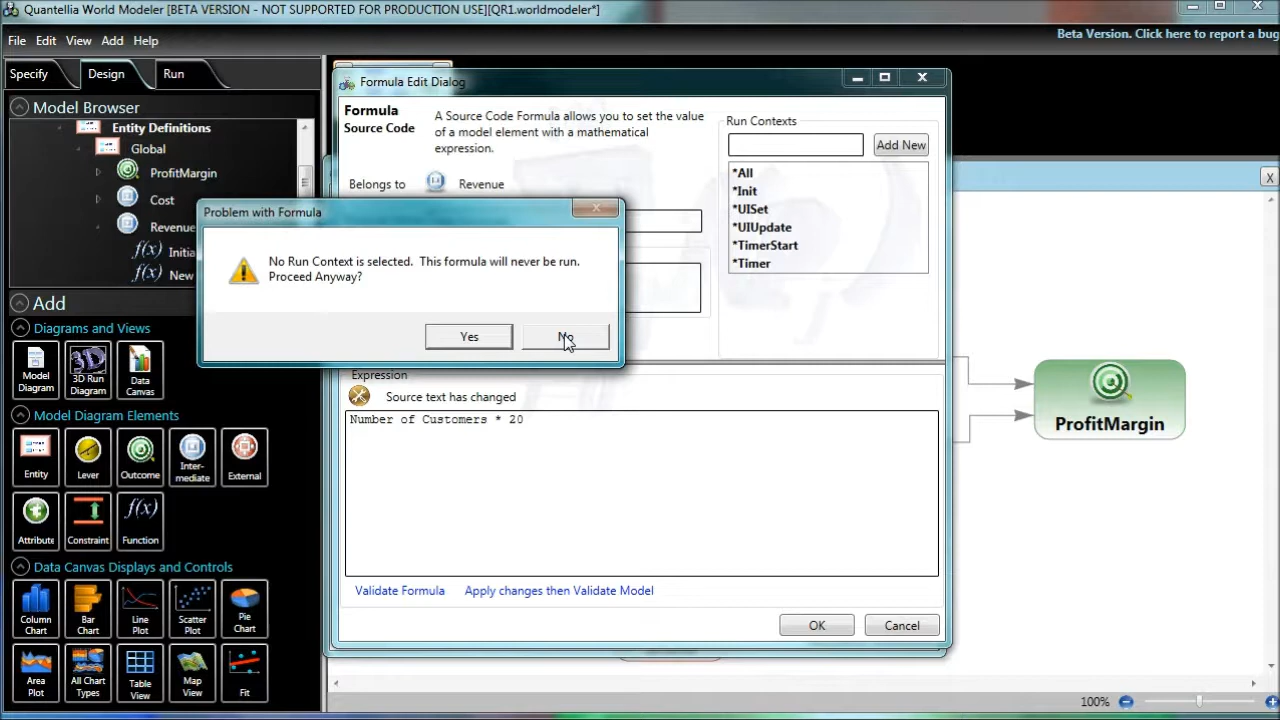 Quantellia World Modeler [BETA VERSION - NOT SUPPORTED FOR PRODUCTION USE][QR1.worldmodeler*]
File Edit View Add Help
Beta Version. Click here to report a bug
Specify Design Run
Model Browser
Entity Definitions
Global
ProfitMargin
Cost
Revenue
f(x) Initia
f(x) New
Add
Diagrams and Views
Model Diagram
3D Run Diagram
Data Canvas
Model Diagram Elements
Entity
Lever
Outcome
Inter-mediate
External
Attribute
Constraint
f(x) Function
Data Canvas Displays and Controls
Column Chart
Bar Chart
Line Plot
Scatter Plot
Pie Chart
Area Plot
All Chart Types
Table View
Map View
Fit
Formula Edit Dialog
Formula
Source Code
A Source Code Formula allows you to set the value
of a model element with a mathematical
expression.
Belongs to Revenue
Run Contexts
Add New
*All
*Init
*UISet
*UIUpdate
*TimerStart
*Timer
Problem with Formula
No Run Context is selected. This formula will never be run.
Proceed Anyway?
Yes No
Expression
Source text has changed
Number of Customers * 20
Validate Formula Apply changes then Validate Model
OK Cancel
ProfitMargin
100%